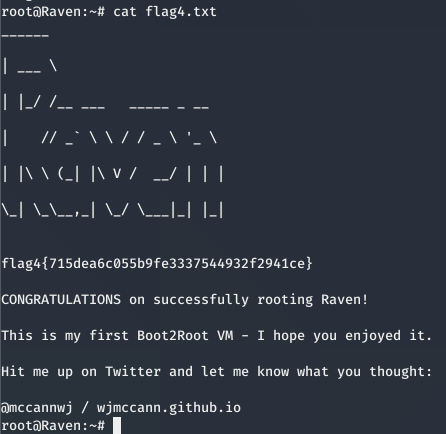 root@Raven:~# cat flag4.txt
______
| ___ \
| |_/ /__ ___   _____ _ __
|    // _` \ \ / / _ \ '_ \
| |\ \ (_| |\ V /  __/ | | |
\_| \_\__,_| \_/ \___|_| |_|
flag4{715dea6c055b9fe3337544932f2941ce}
CONGRATULATIONS on successfully rooting Raven!
This is my first Boot2Root VM - I hope you enjoyed it.
Hit me up on Twitter and let me know what you thought:
@mccannwj / wjmccann.github.io
root@Raven:~#